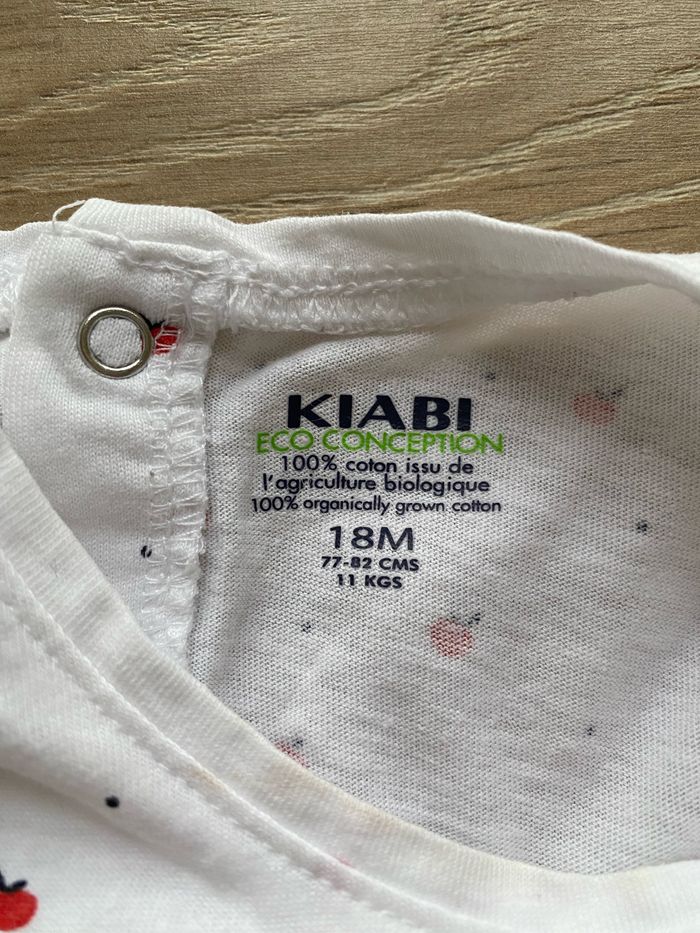 KIABI
ECO CONCEPTION
100% coton issu de
l'agriculture biologique
100% organically grown cotton
18M
77-82 CMS
11 KGS